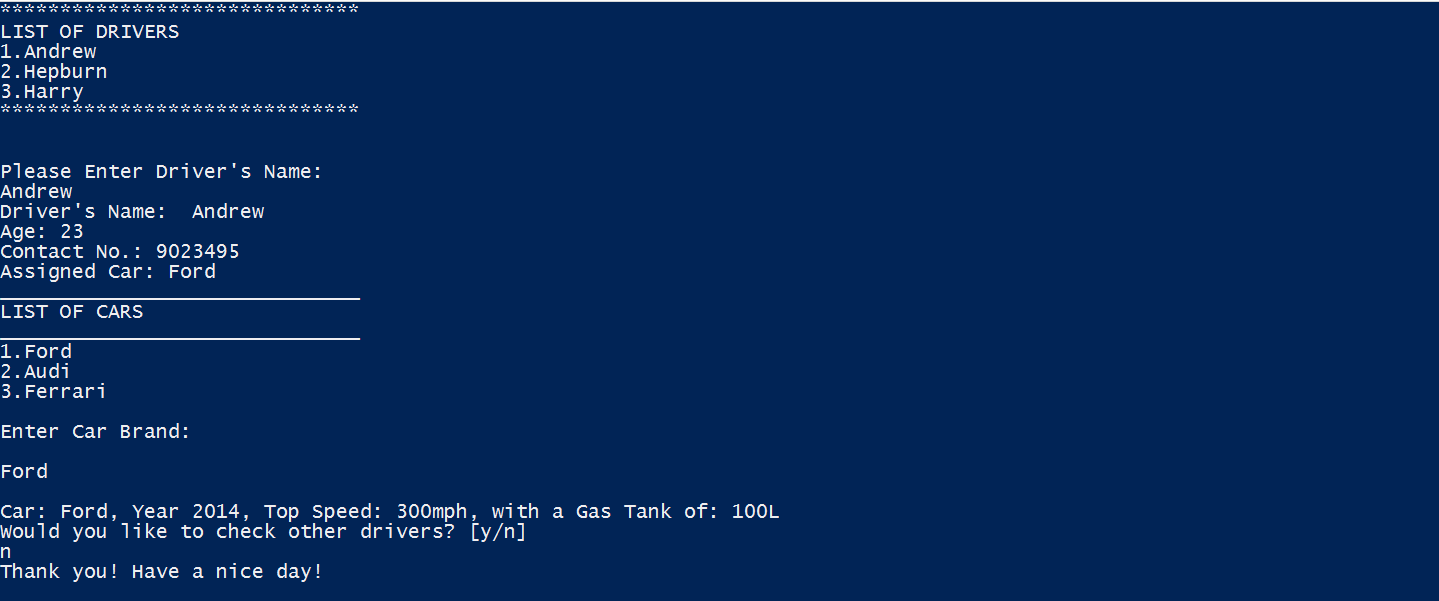 ******************************
LIST OF DRIVERS
1.Andrew
2.Hepburn
3.Harry
******************************
Please Enter Driver's Name:
Andrew
Driver's Name:  Andrew
Age: 23
Contact No.: 9023495
Assigned Car: Ford
______________________________
LIST OF CARS
______________________________
1.Ford
2.Audi
3.Ferrari
Enter Car Brand:
Ford
Car: Ford, Year 2014, Top Speed: 300mph, with a Gas Tank of: 100L
Would you like to check other drivers? [y/n]
n
Thank you! Have a nice day!